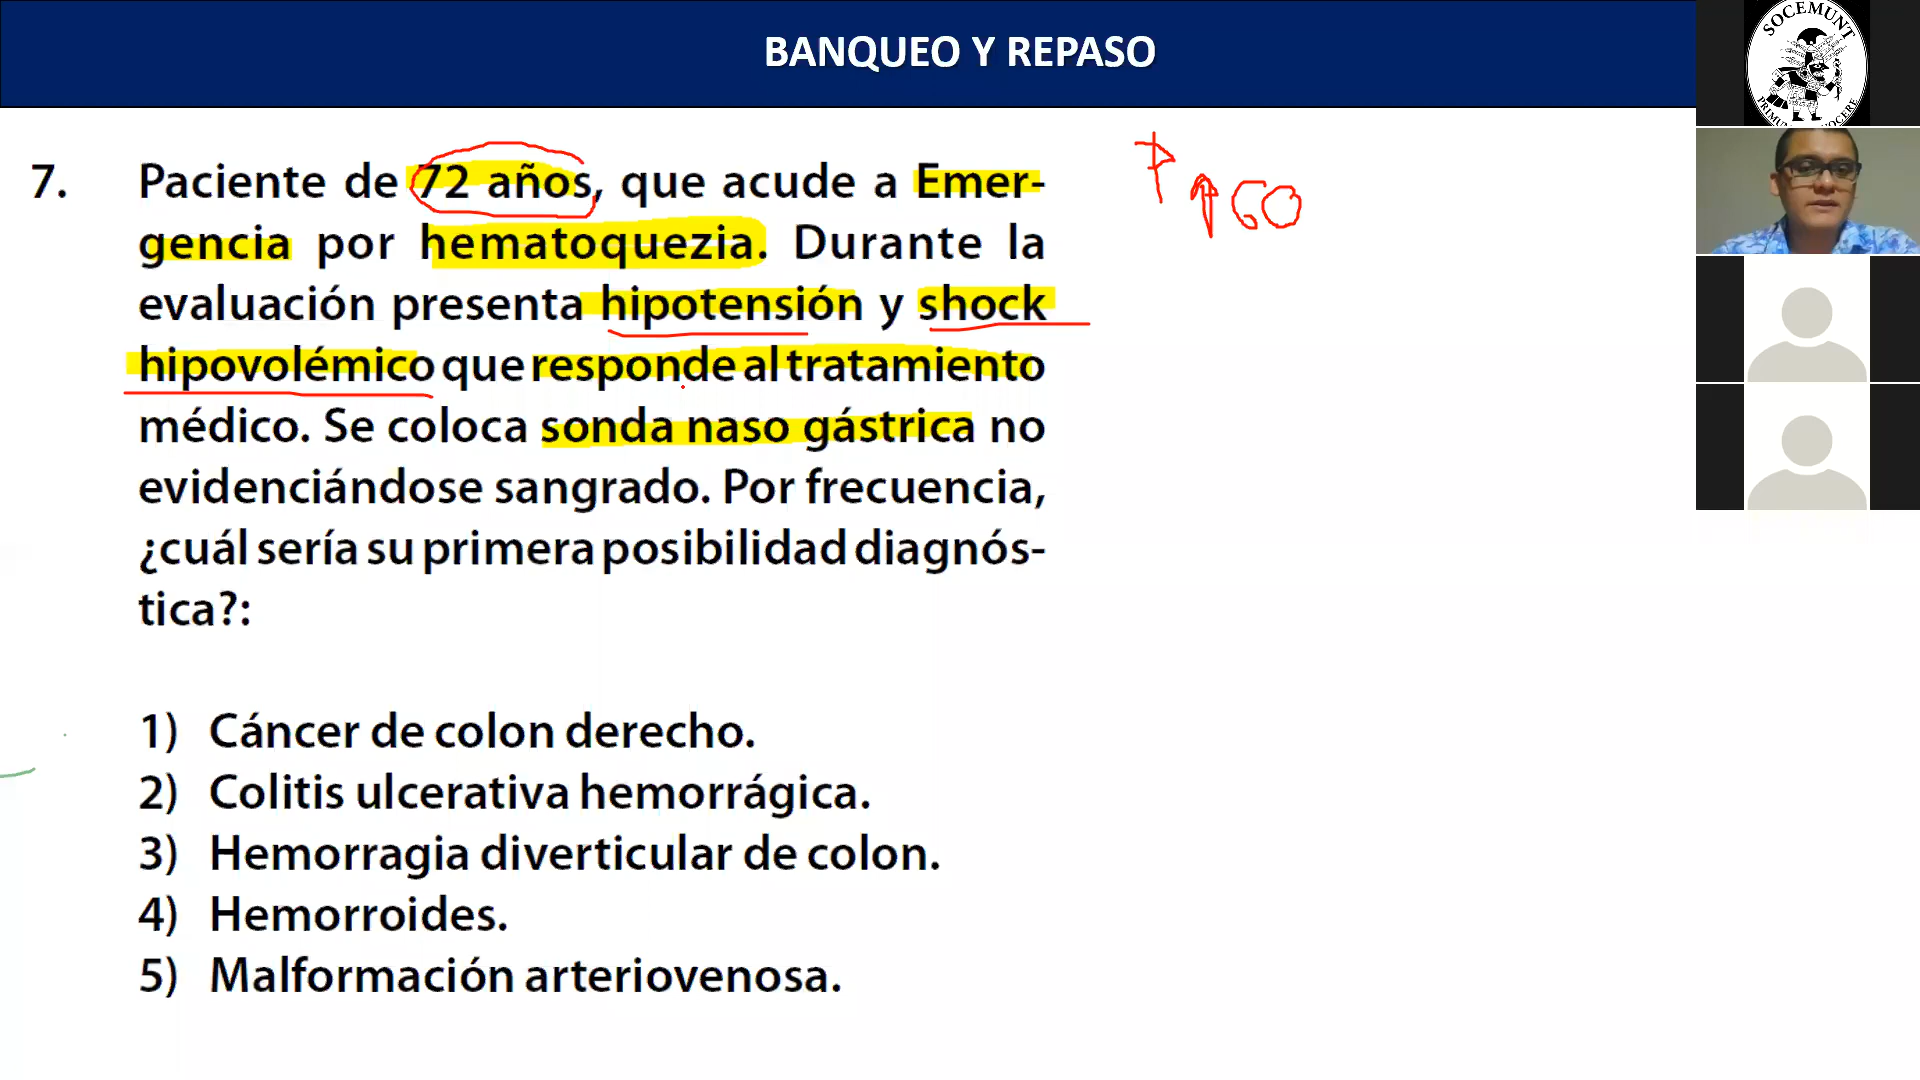 BANQUEO Y REPASO
SOCEMUNT
7. Paciente de 72 años, que acude a Emer-
gencia por hematoquezia. Durante la
evaluación presenta hipotensión y shock
hipovolémico que responde al tratamiento
médico. Se coloca sonda naso gástrica no
evidenciándose sangrado. Por frecuencia,
¿cuál sería su primera posibilidad diagnós-
tica?:
↑60
1) Cáncer de colon derecho.
2) Colitis ulcerativa hemorrágica.
3) Hemorragia diverticular de colon.
4) Hemorroides.
5) Malformación arteriovenosa.